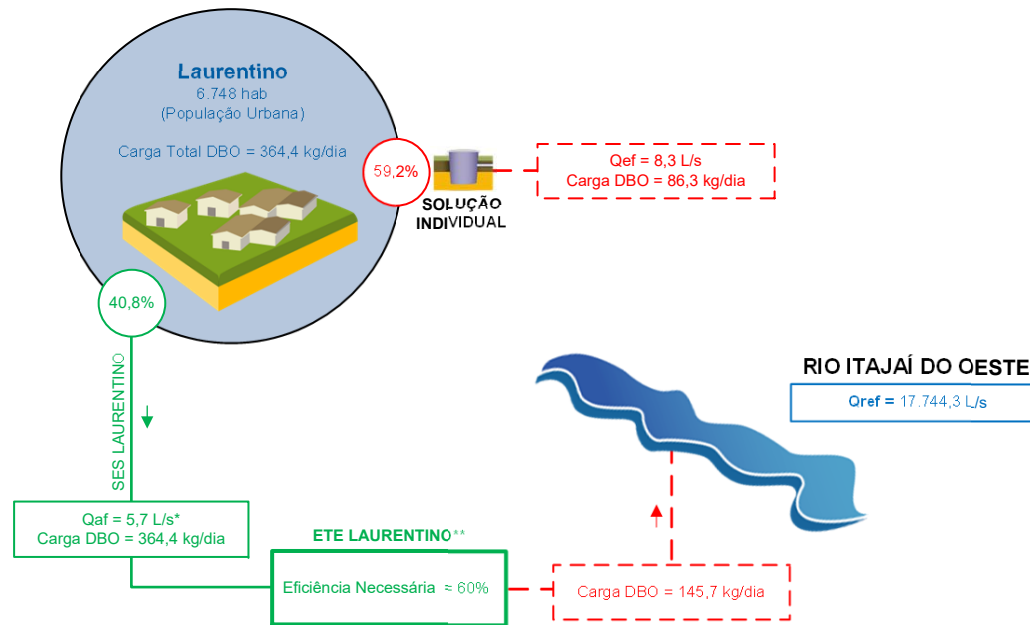 Laurentino
6.748 hab
(População Urbana)
Carga Total DBO = 364,4 kg/dia
59,2%
SOLUÇÃO
INDIVIDUAL
Qef = 8,3 L/s
Carga DBO = 86,3 kg/dia
40,8%
SES LAURENTINO
RIO ITAJAÍ DO OESTE
Qref = 17.744,3 L/s
Qaf = 5,7 L/s*
Carga DBO = 364,4 kg/dia
ETE LAURENTINO**
Eficiência Necessária ≈ 60%
Carga DBO = 145,7 kg/dia